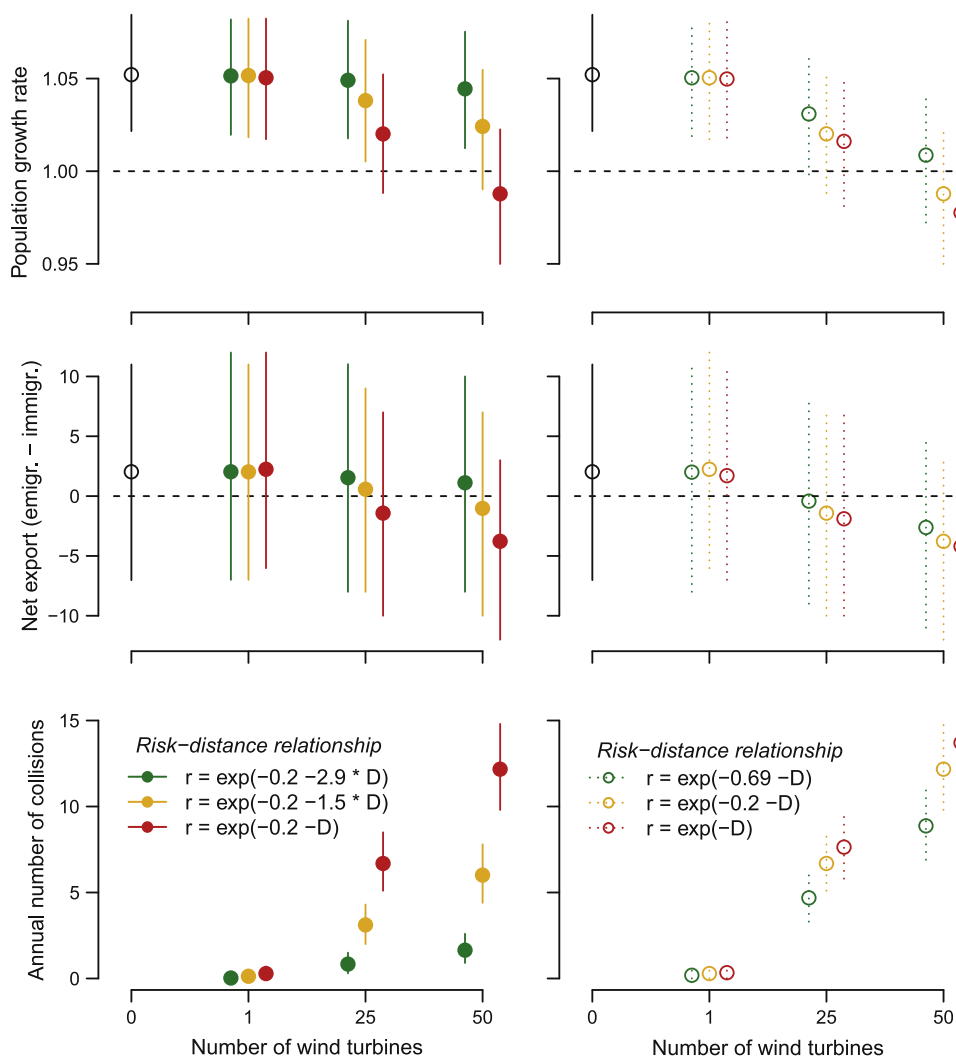 Population growth rate
1.05
1.00
0.95
Net export (emigr. − immigr.)
10
5
0
−5
−10
Annual number of collisions
15
10
5
0
Risk−distance relationship
r = exp(−0.2 −2.9 * D)
r = exp(−0.2 −1.5 * D)
r = exp(−0.2 −D)
Risk−distance relationship
r = exp(−0.69 −D)
r = exp(−0.2 −D)
r = exp(−D)
0 1 25 50
0 1 25 50
Number of wind turbines
Number of wind turbines